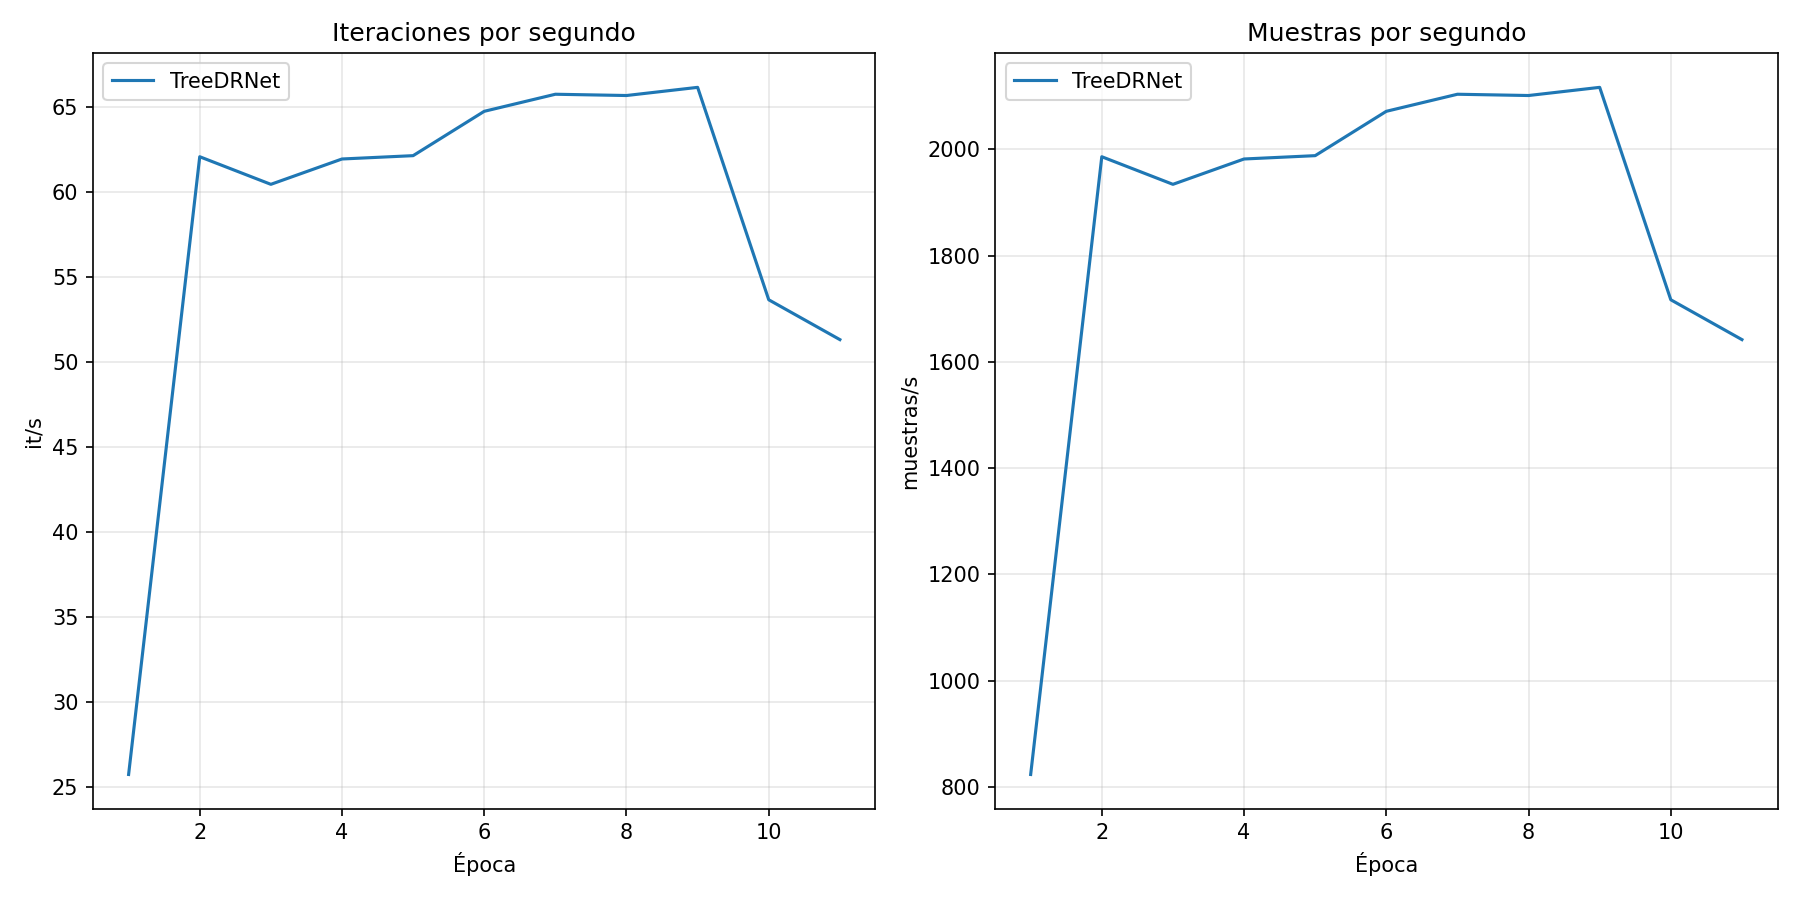 Iteraciones por segundo
TreeDRNet
65
60
55
50
45
40
35
30
25
it/s
2 4 6 8 10
Época
Muestras por segundo
TreeDRNet
2000
1800
1600
1400
1200
1000
800
muestras/s
2 4 6 8 10
Época